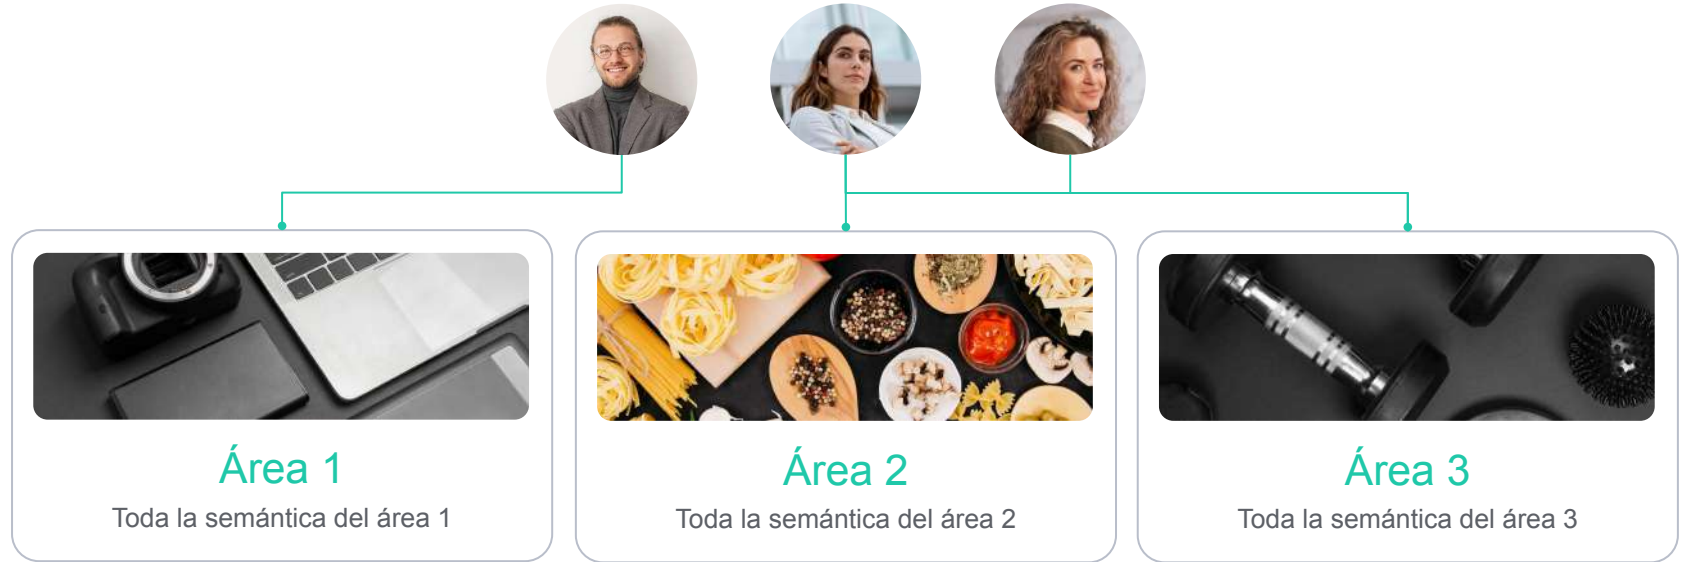 Área 1
Toda la semántica del área 1
Área 2
Toda la semántica del área 2
Área 3
Toda la semántica del área 3